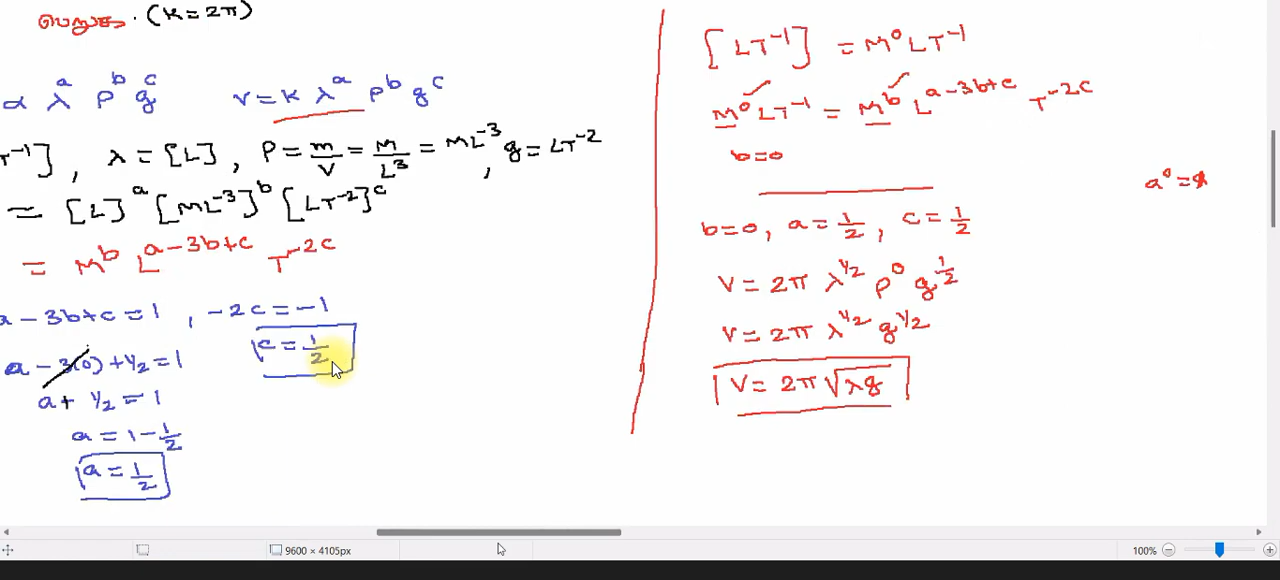 பெறுக. (K=2π)
∝ λ^a ρ^b g^c V=K λ^a ρ^b g^c
T⁻¹], λ=[L], ρ=m/V=M/L³=ML⁻³, g=LT⁻²
= [L]^a [ML⁻³]^b [LT⁻²]^c
= M^b L^(a-3b+c) T^(-2c)
a-3b+c=1, -2c=-1
a-3(0)+1/2=1 c=1/2
a+1/2=1
a=1-1/2
a=1/2
[LT⁻¹] = M⁰LT⁻¹
M⁰LT⁻¹ = M^b L^(a-3b+c) T^(-2c)
b=0
a⁰=1
b=0, a=1/2, c=1/2
V=2π λ^1/2 ρ⁰ g^1/2
V=2π λ^1/2 g^1/2
V=2π√λg
9600 × 4105px 100%